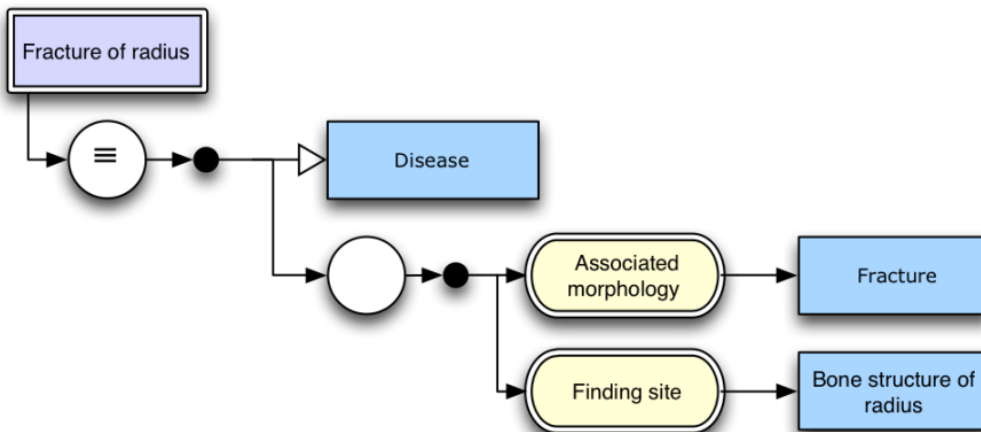 Fracture of radius
≡
Disease
Associated
morphology
Fracture
Finding site
Bone structure of
radius